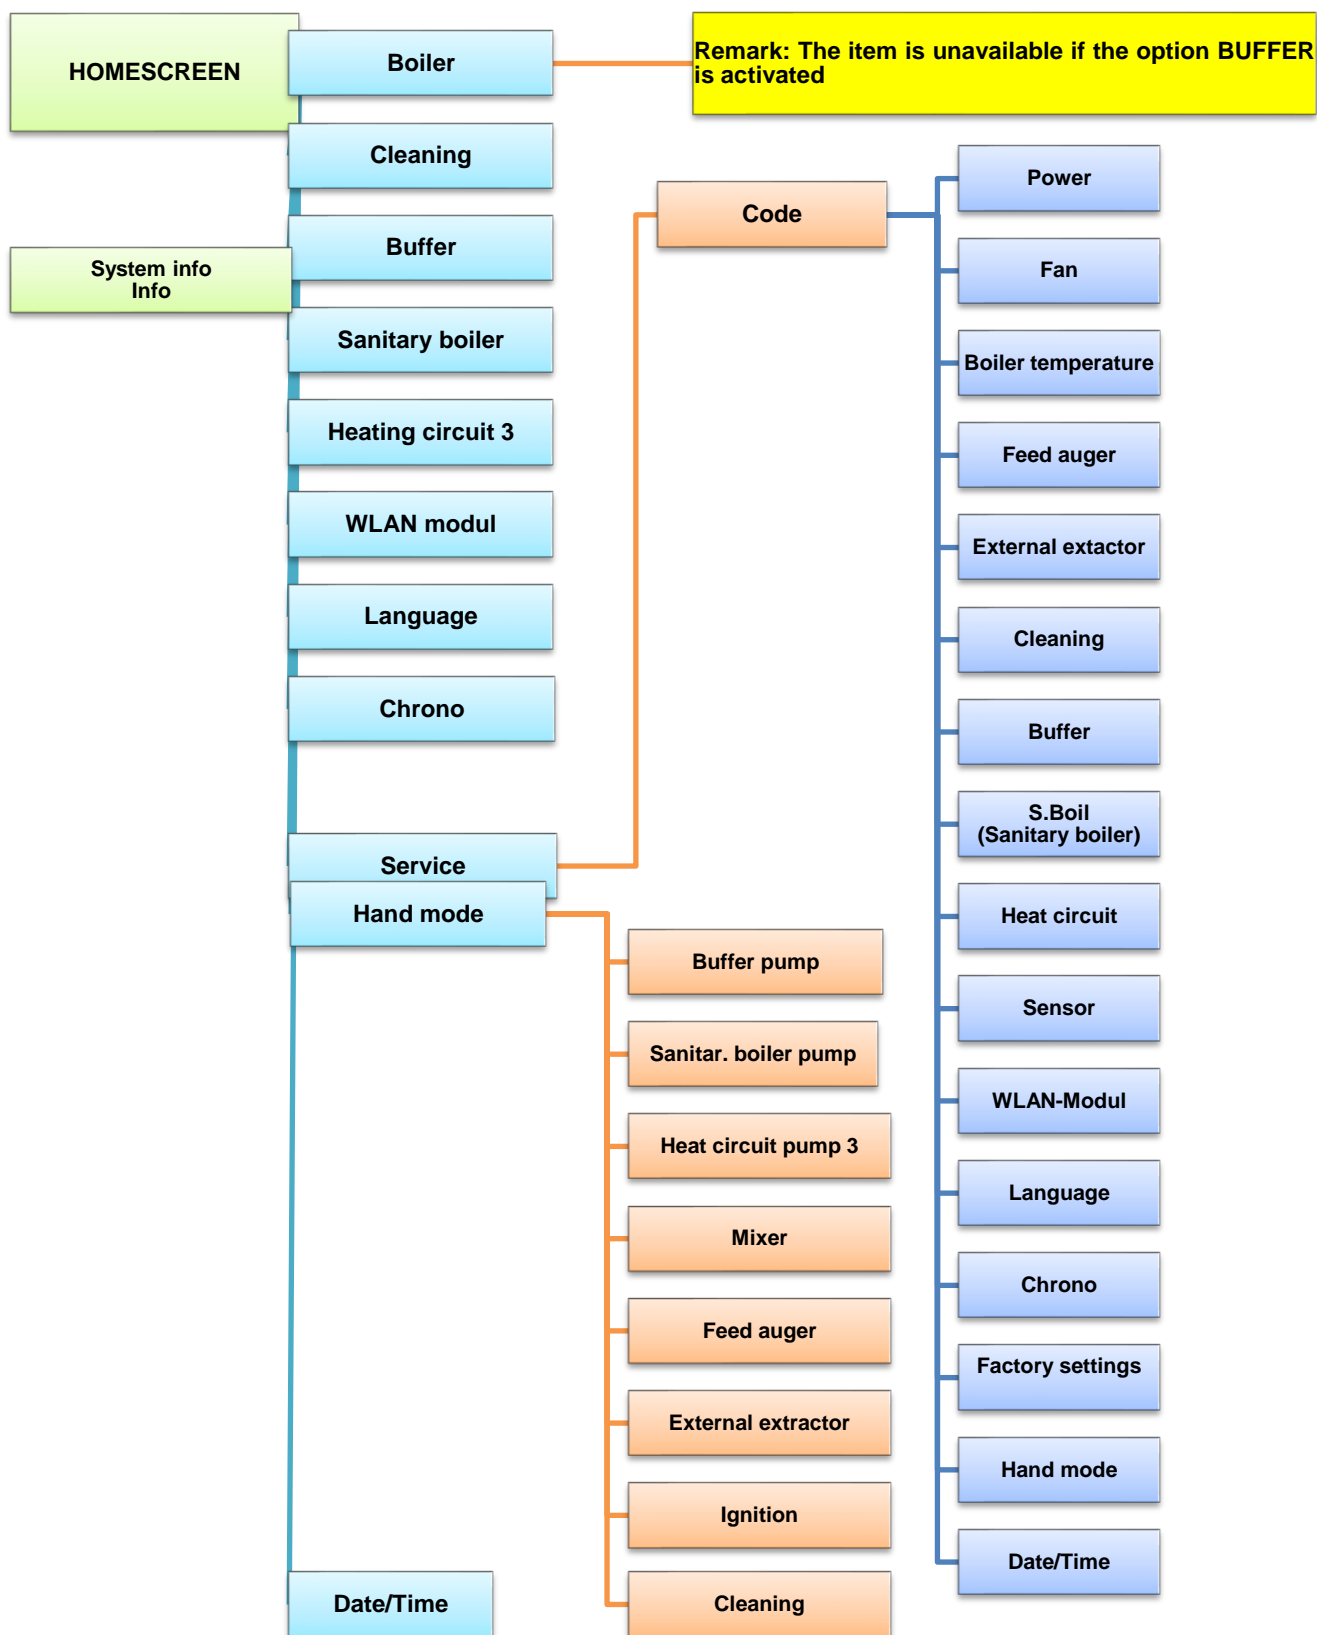 HOMESCREEN
System info
Info
Boiler
Cleaning
Buffer
Sanitary boiler
Heating circuit 3
WLAN modul
Language
Chrono
Service
Hand mode
Date/Time
Remark: The item is unavailable if the option BUFFER
is activated
Code
Buffer pump
Sanitar. boiler pump
Heat circuit pump 3
Mixer
Feed auger
External extractor
Ignition
Cleaning
Power
Fan
Boiler temperature
Feed auger
External extactor
Cleaning
Buffer
S.Boil
(Sanitary boiler)
Heat circuit
Sensor
WLAN-Modul
Language
Chrono
Factory settings
Hand mode
Date/Time